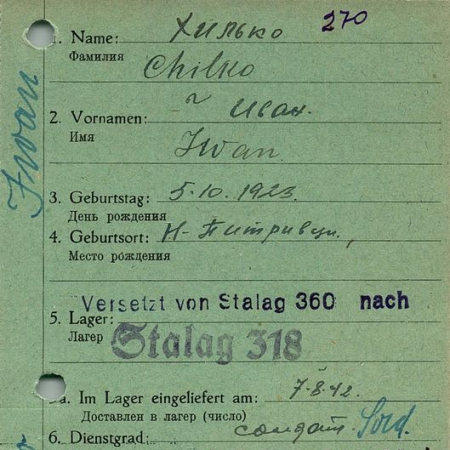 270
1. Name: Хилько
Фамилия
Chilko
2. Vornamen: Иван.
Имя
Iwan
Iwan
3. Geburtstag: 5.10.1923.
День рождения
4. Geburtsort: Н-Питривци,
Место рождения
Versetzt von Stalag 360 nach
5. Lager:
Лагер
Stalag 318
a. Im Lager eingeliefert am: 7.8.42.
Доставлен в лагер (число)
6. Dienstgrad: солдат. Sold.